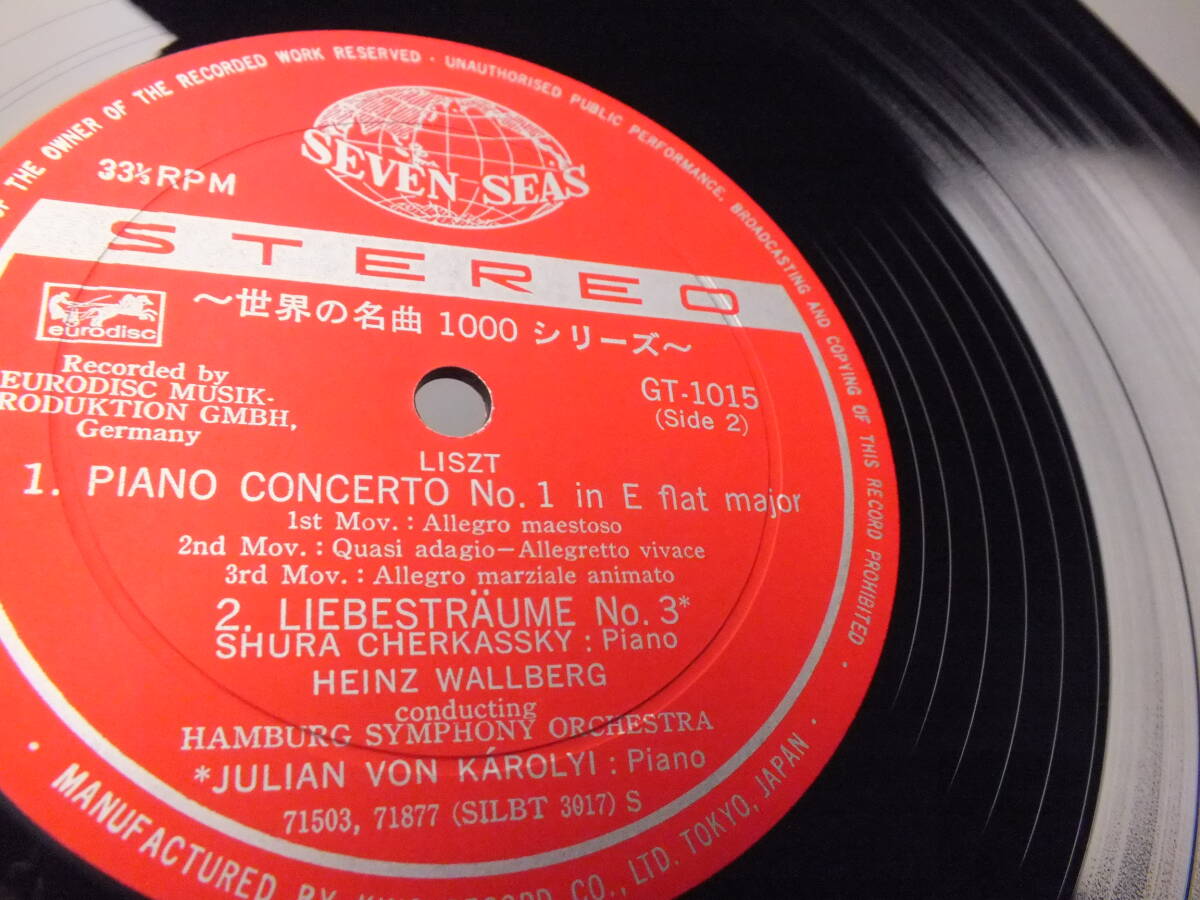 OF THE OWNER OF THE RECORDED WORK RESERVED · UNAUTHORISED PUBLIC PERFORMANCE, BROADCASTING AND COPYING OF THIS RECORD PROHIBITED ·
SEVEN SEAS
33⅓ RPM
STEREO
eurodisc
～世界の名曲 1000 シリーズ～
Recorded by
EURODISC MUSIK-
RODUKTION GMBH,
Germany
GT-1015
(Side 2)
LISZT
1. PIANO CONCERTO No. 1 in E flat major
1st Mov. : Allegro maestoso
2nd Mov. : Quasi adagio—Allegretto vivace
3rd Mov. : Allegro marziale animato
2. LIEBESTRÄUME No. 3*
SHURA CHERKASSKY : Piano
HEINZ WALLBERG
conducting
HAMBURG SYMPHONY ORCHESTRA
*JULIAN VON KÁROLYI : Piano
71503, 71877 (SILBT 3017) S
· MANUFACTURED BY KING RECORD CO., LTD. TOKYO, JAPAN ·